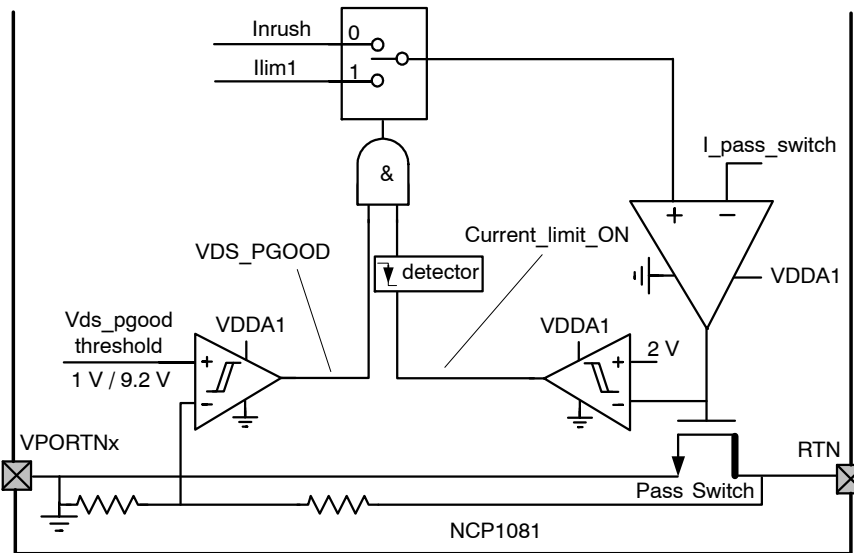 Inrush
0
Ilim1
1
I_pass_switch
&
+ −
VDS_PGOOD
Current_limit_ON
detector
VDDA1
Vds_pgood
threshold
1 V / 9.2 V
VDDA1
+
−
VDDA1
2 V
+
−
VPORTNx
RTN
Pass Switch
NCP1081